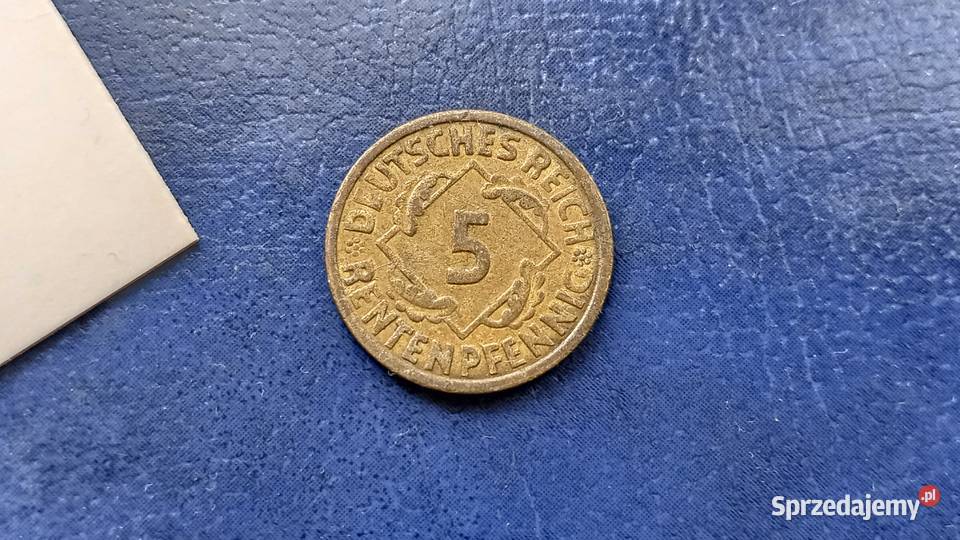 DEUTSCHES REICH
5
RENTENPFENNIG
Sprzedajemy.pl